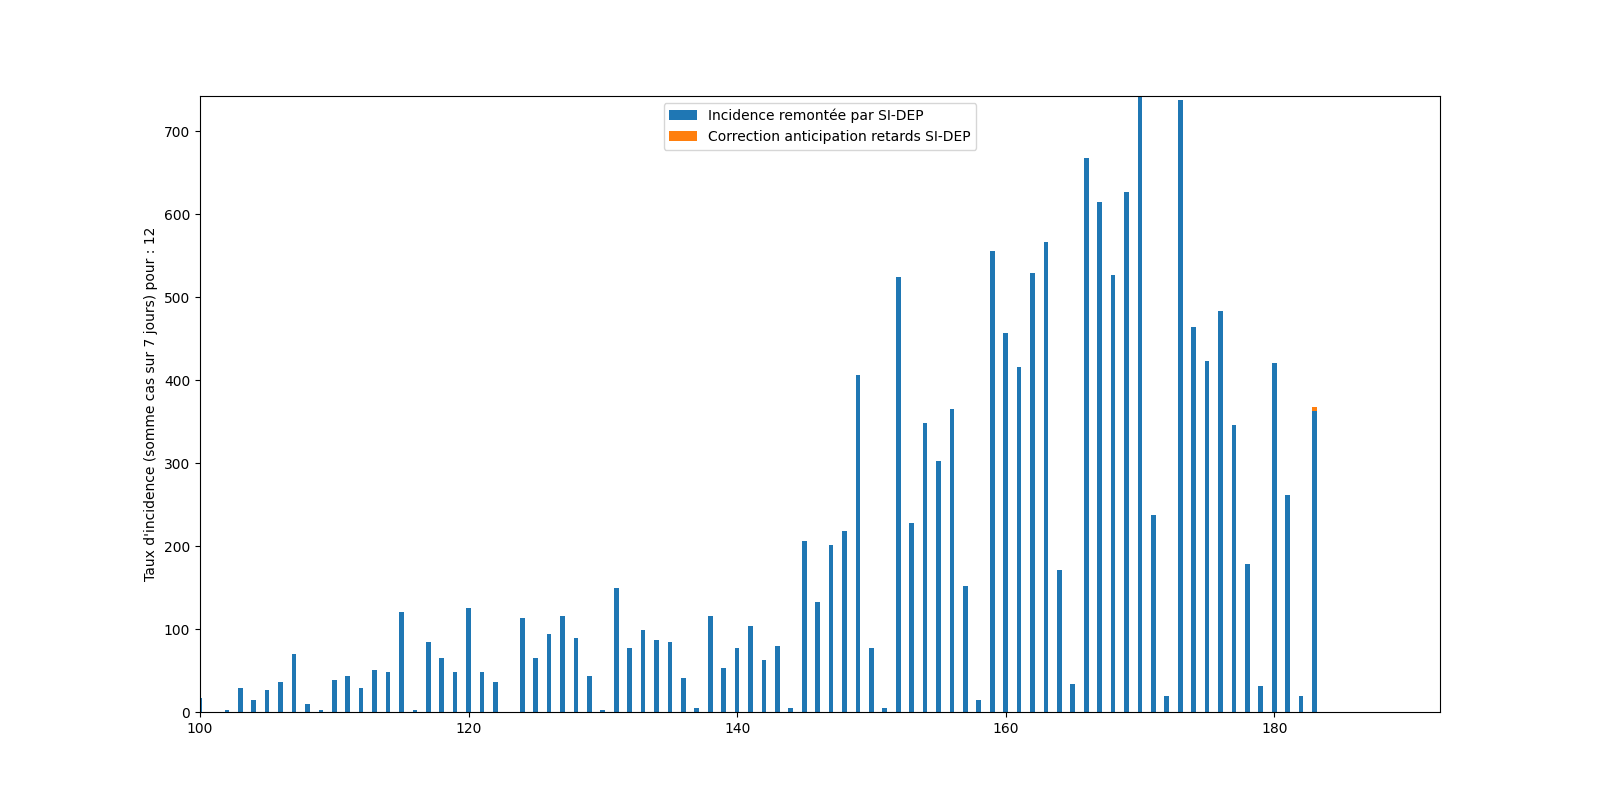 Incidence remontée par SI-DEP
Correction anticipation retards SI-DEP
Taux d'incidence (somme cas sur 7 jours) pour : 12
700
600
500
400
300
200
100
0
100 120 140 160 180